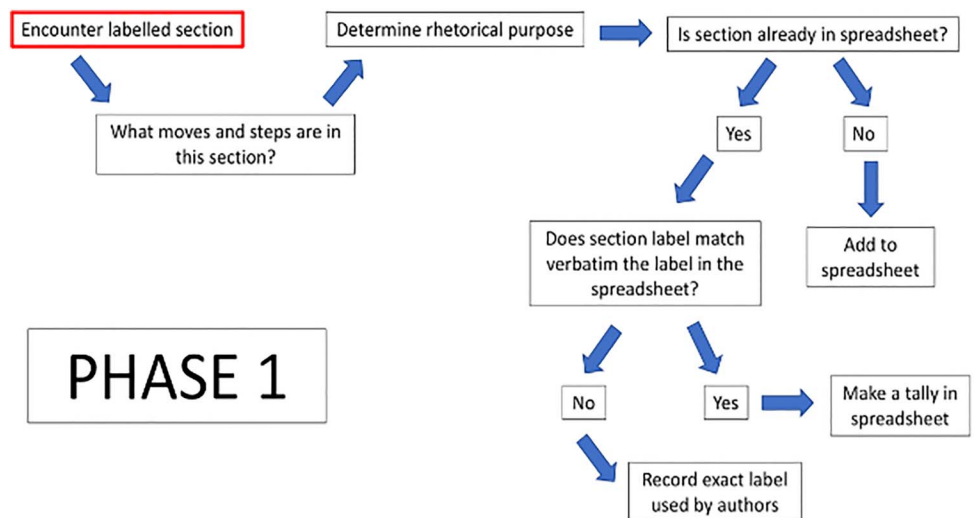 Encounter labelled section
Determine rhetorical purpose
Is section already in spreadsheet?
What moves and steps are in
this section?
Yes
No
Does section label match
verbatim the label in the
spreadsheet?
Add to
spreadsheet
PHASE 1
No
Yes
Make a tally in
spreadsheet
Record exact label
used by authors